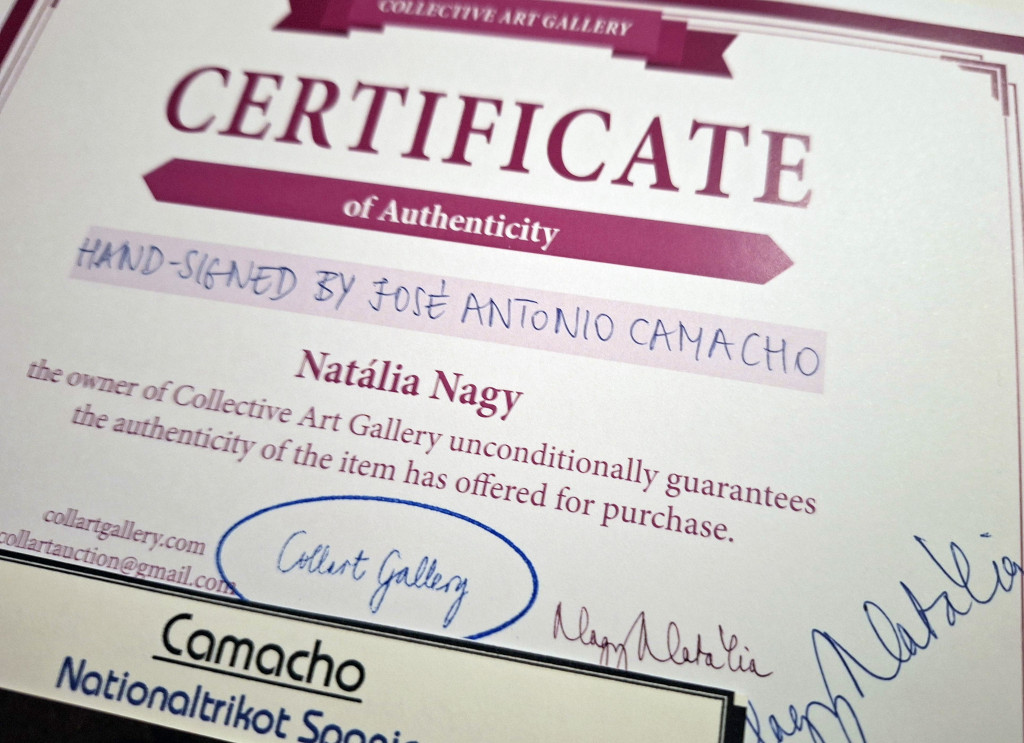 COLLECTIVE ART GALLERY
CERTIFICATE
of Authenticity
HAND-SIGNED BY JOSÉ ANTONIO CAMACHO
Natália Nagy
the owner of Collective Art Gallery unconditionally guarantees
the authenticity of the item has offered for purchase.
collartgallery.com
collartauction@gmail.com
Collart Gallery
Nagy Natália
Nagy Natália
Camacho
Nationaltrikot